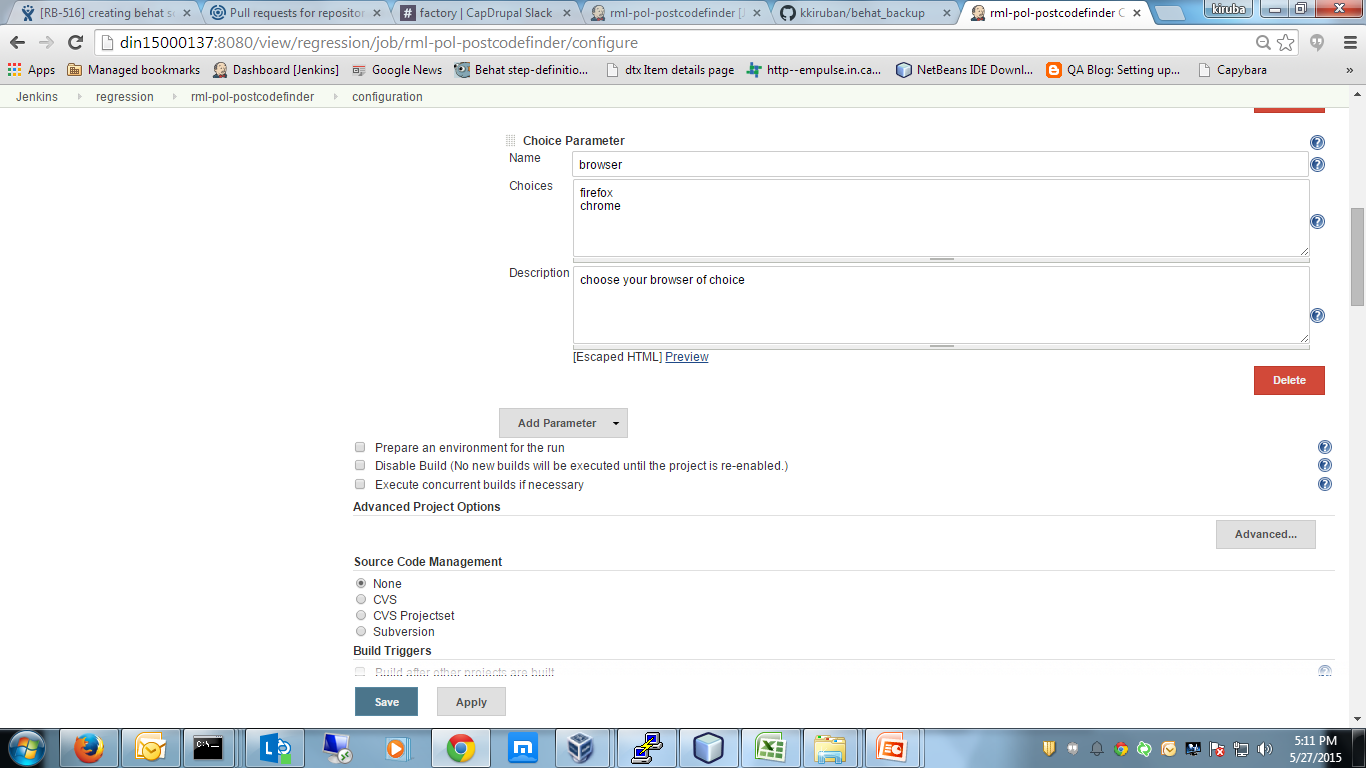 [RB-516] creating behat s
Pull requests for reposito
factory | CapDrupal Slack
rml-pol-postcodefinder [J
kkiruban/behat_backup
rml-pol-postcodefinder C
kiruba
din15000137:8080/view/regression/job/rml-pol-postcodefinder/configure
Apps
Managed bookmarks
Dashboard [Jenkins]
Google News
Behat step-definitio...
dtx Item details page
http--empulse.in.ca...
NetBeans IDE Downl...
QA Blog: Setting up...
Capybara
»
Jenkins
regression
rml-pol-postcodefinder
configuration
Choice Parameter
Name
browser
Choices
firefox
chrome
Description
choose your browser of choice
[Escaped HTML] Preview
Delete
Add Parameter
Prepare an environment for the run
Disable Build (No new builds will be executed until the project is re-enabled.)
Execute concurrent builds if necessary
Advanced Project Options
Advanced...
Source Code Management
None
CVS
CVS Projectset
Subversion
Build Triggers
Build after other projects are built
Save
Apply
5:11 PM
5/27/2015